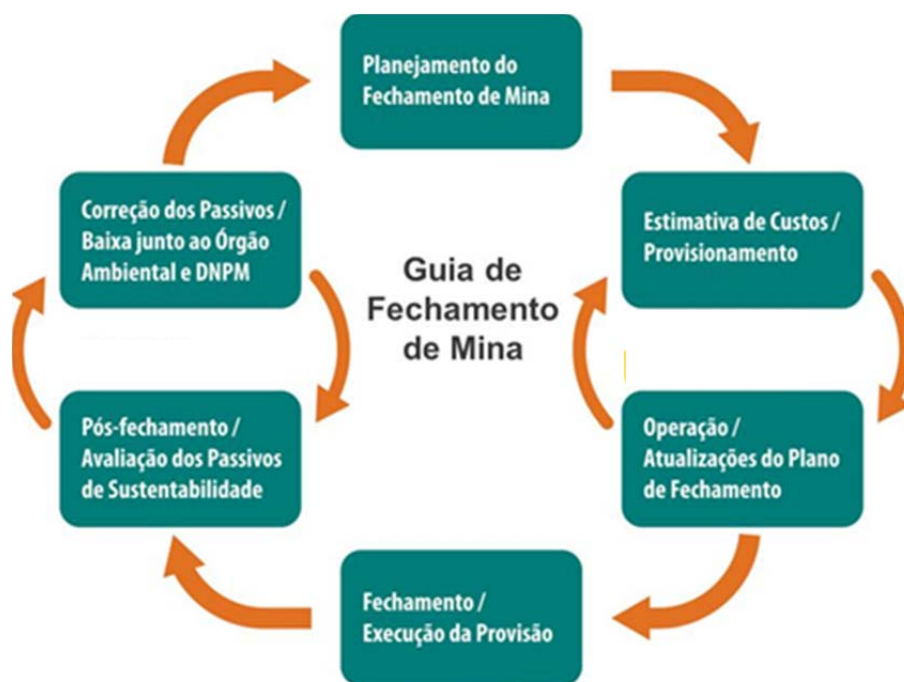 Planejamento do
Fechamento de Mina
Estimativa de Custos /
Provisionamento
Operação /
Atualizações do Plano
de Fechamento
Fechamento /
Execução da Provisão
Pós-fechamento /
Avaliação dos Passivos
de Sustentabilidade
Correção dos Passivos /
Baixa junto ao Órgão
Ambiental e DNPM
Guia de
Fechamento
de Mina